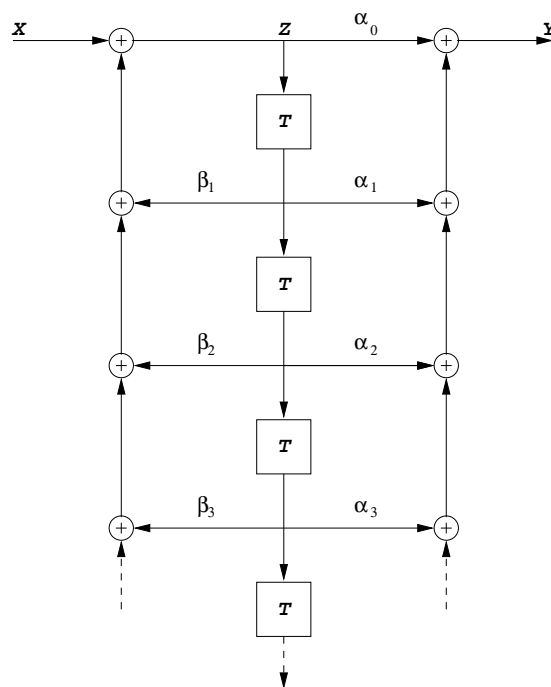 X Z α₀ Y
+ +
T
+ β₁ α₁ +
T
+ β₂ α₂ +
T
+ β₃ α₃ +
T